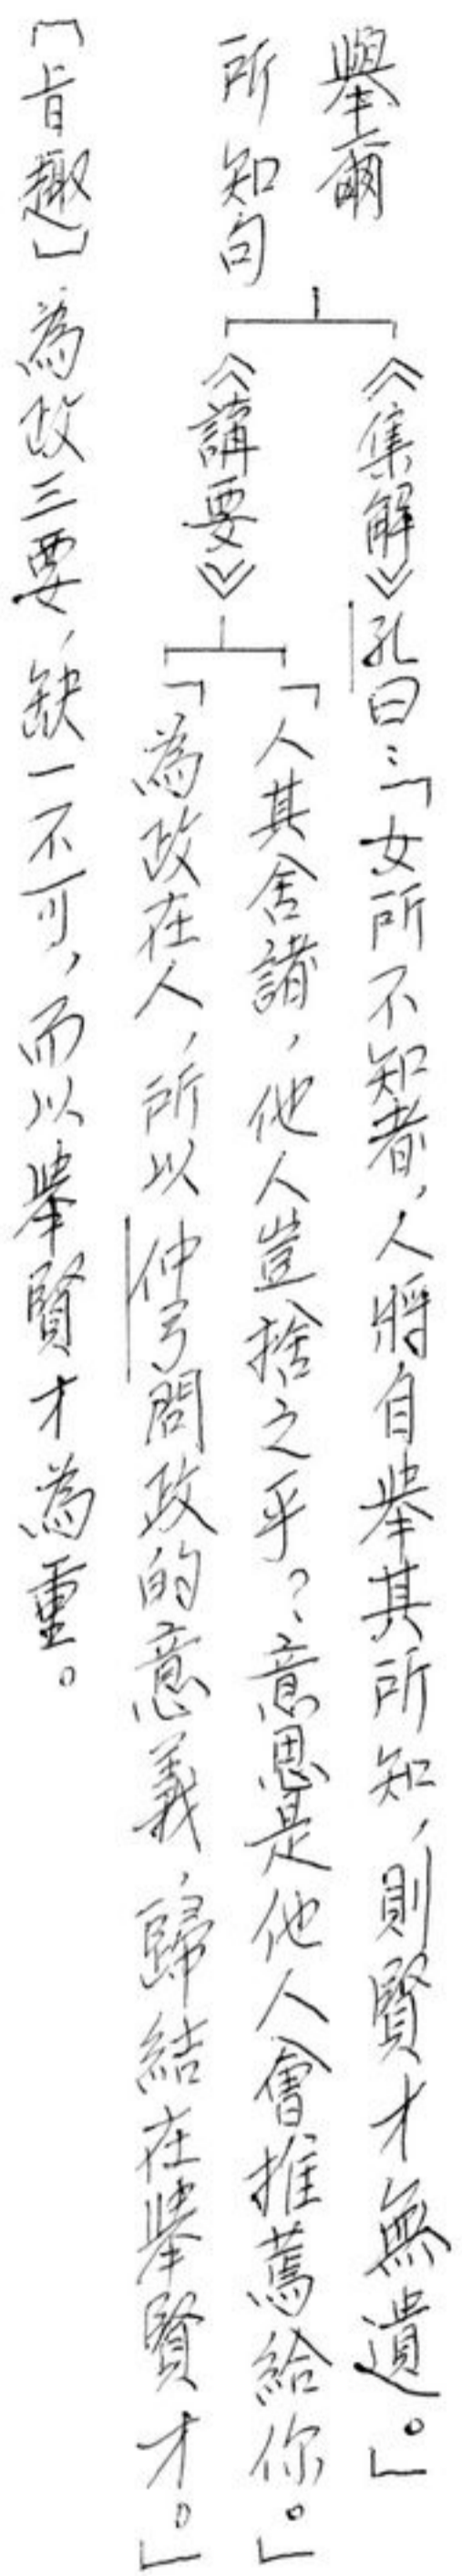 舉爾
所知句
《集解》孔曰：「女所不知者，人將自舉其所知，則賢才無遺。」
《講要》
「人其舍諸，他人豈捨之乎？意思是他人會推薦給你。」
「為政在人，所以仲弓問政的意義，歸結在舉賢才。」
［旨趣］為政三要，缺一不可，而以舉賢才為重。